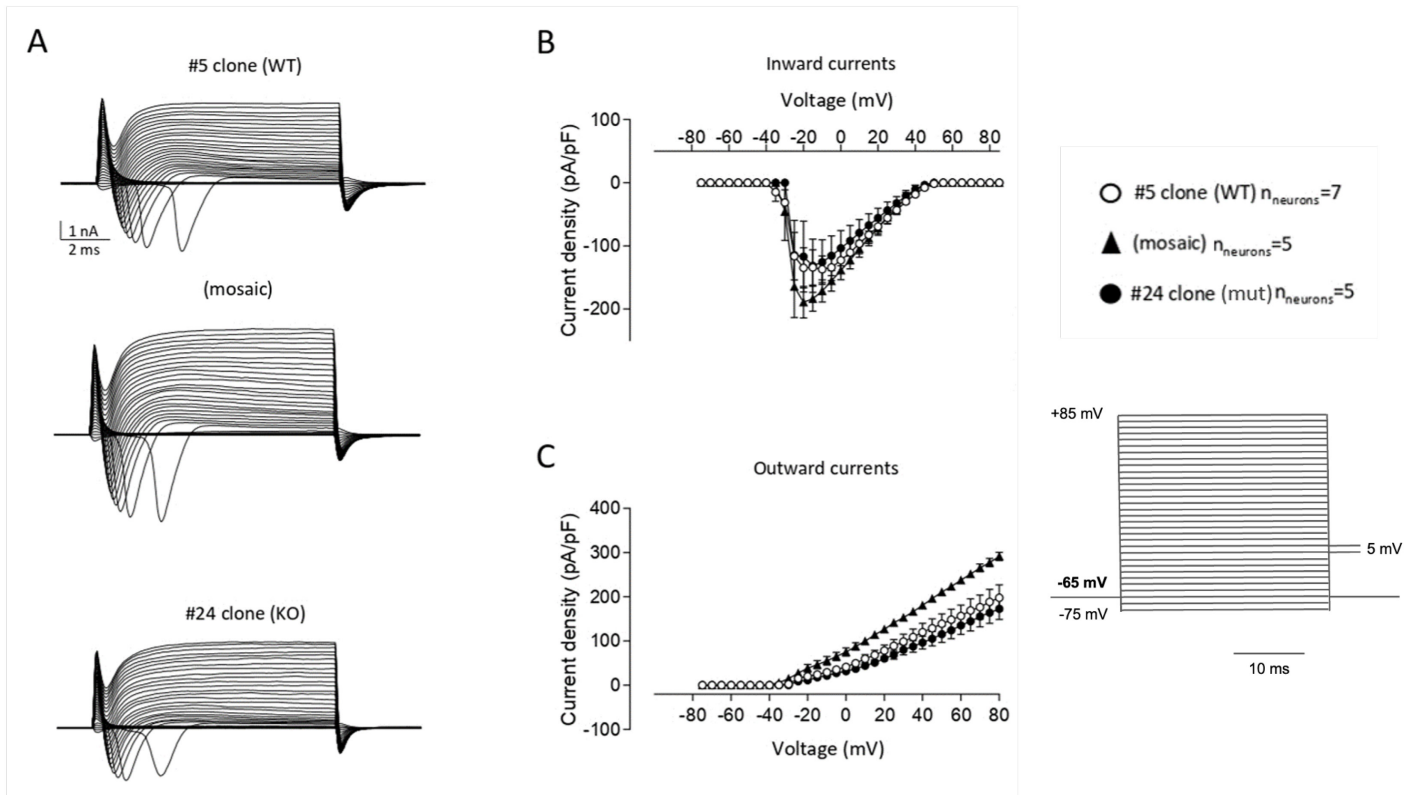 A
#5 clone (WT)
1 nA
2 ms
(mosaic)
#24 clone (KO)
B
Inward currents
Voltage (mV)
-80 -60 -40 -20 0 20 40 60 80
Current density (pA/pF)
100
0
-100
-200
C
Outward currents
Current density (pA/pF)
400
300
200
100
0
-100
-80 -60 -40 -20 0 20 40 60 80
Voltage (mV)
#5 clone (WT) nneurons=7
(mosaic) nneurons=5
#24 clone (mut) nneurons=5
+85 mV
5 mV
-65 mV
-75 mV
10 ms